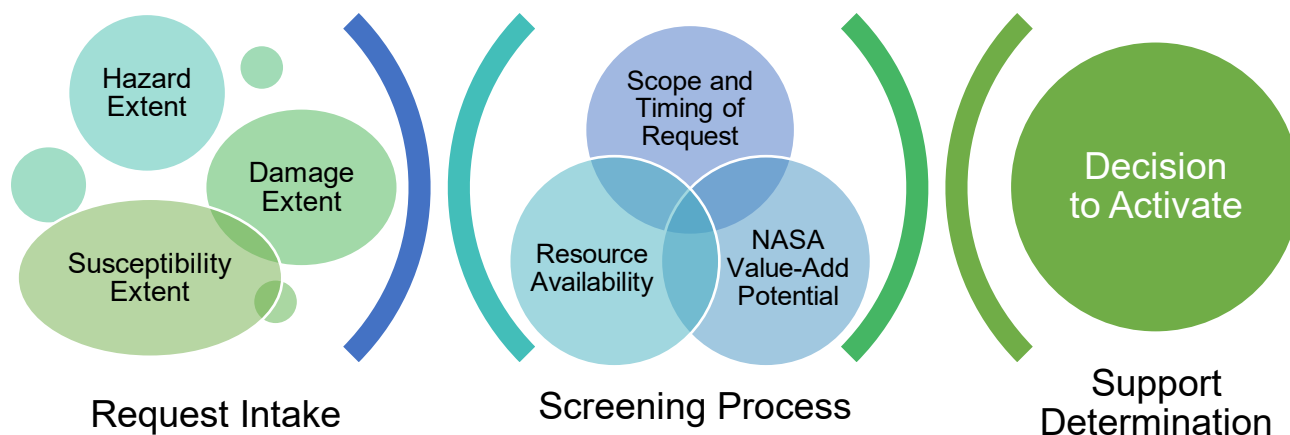 Hazard
Extent
Damage
Extent
Susceptibility
Extent
Request Intake
Scope and
Timing of
Request
Resource
Availability
NASA
Value-Add
Potential
Screening Process
Decision
to Activate
Support
Determination